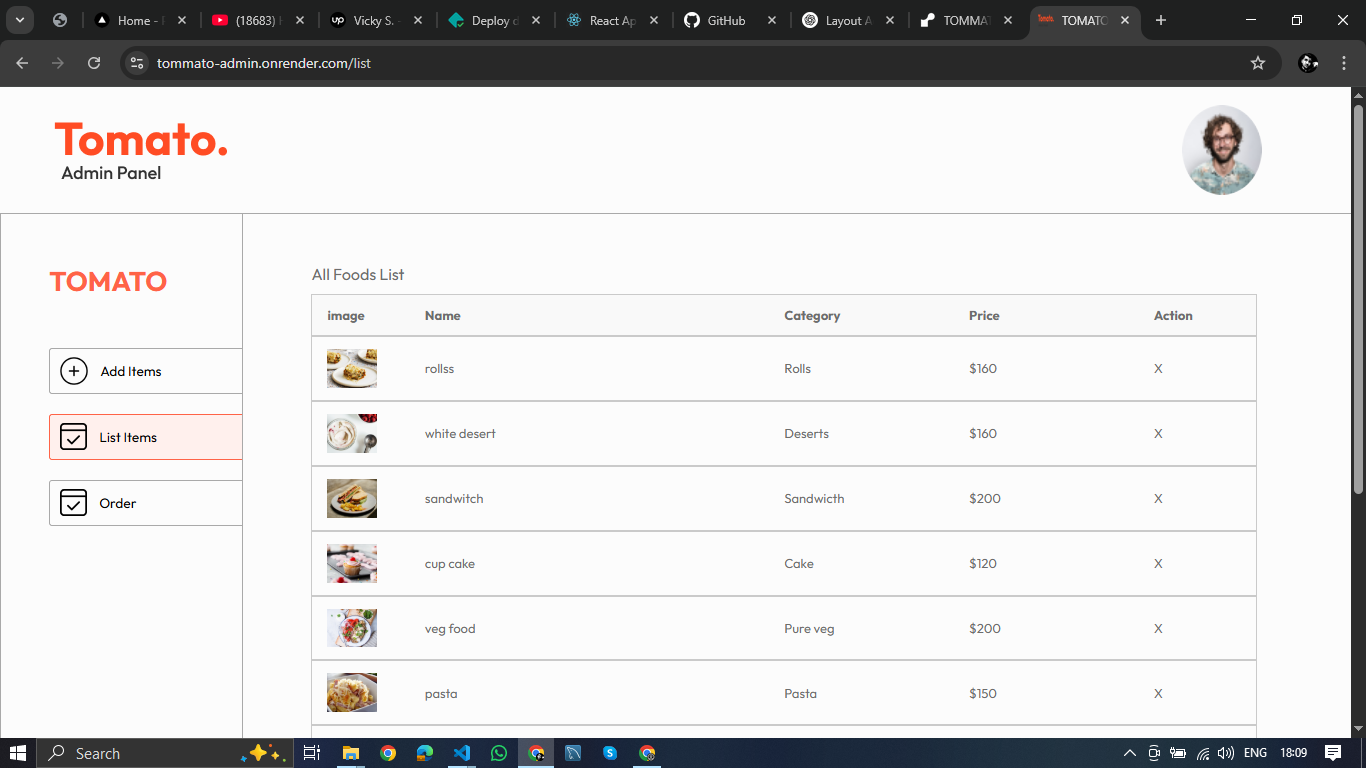 Home - F
(18683) H
Vicky S. -
Deploy d
React Ap
GitHub
Layout A
TOMMAT
TOMATO
tommato-admin.onrender.com/list
Tomato.
Admin Panel
TOMATO
Add Items
List Items
Order
All Foods List
image Name Category Price Action
rollss Rolls $160 X
white desert Deserts $160 X
sandwitch Sandwicth $200 X
cup cake Cake $120 X
veg food Pure veg $200 X
pasta Pasta $150 X
Search
ENG 18:09